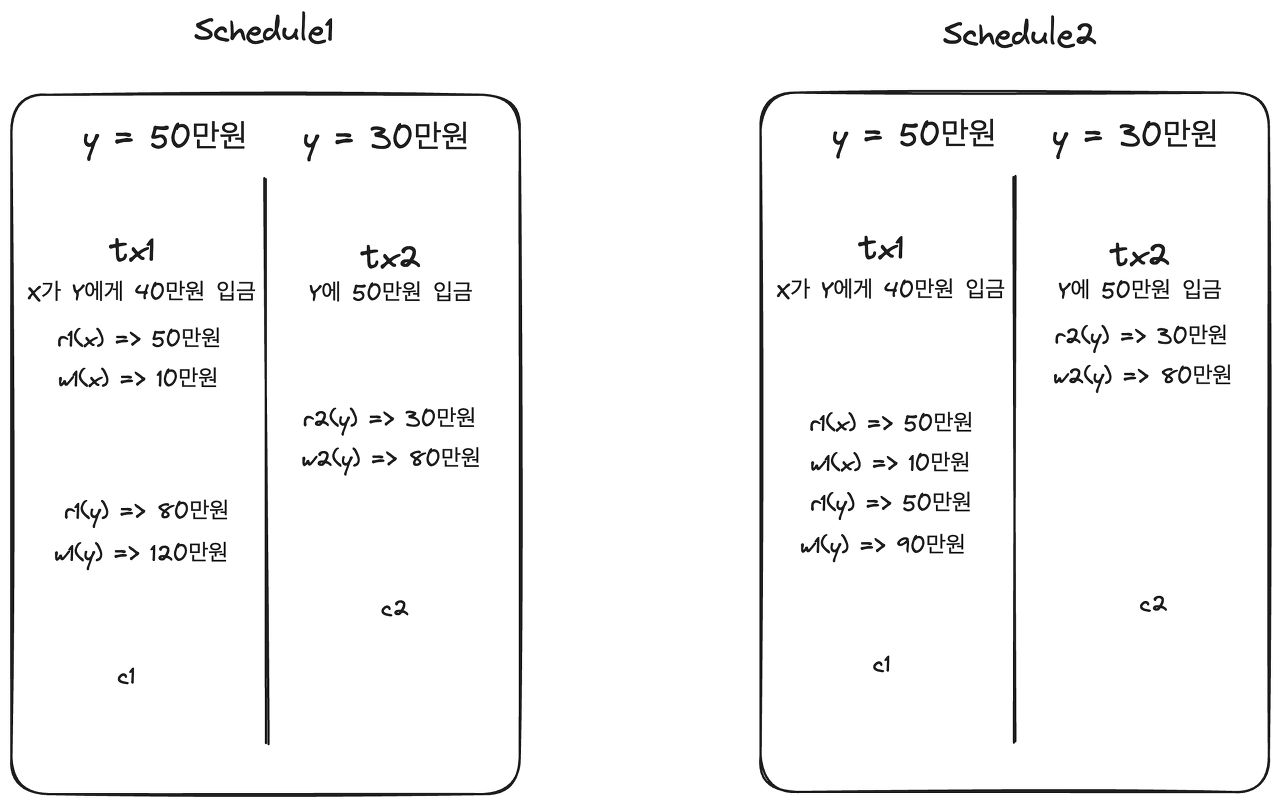 Schedule1
y = 50만원
y = 30만원
tx1
x가 Y에게 40만원 입금
r1(x) => 50만원
w1(x) => 10만원
r1(y) => 80만원
w1(y) => 120만원
c1
tx2
Y에 50만원 입금
r2(y) => 30만원
w2(y) => 80만원
c2
Schedule2
y = 50만원
y = 30만원
tx1
x가 Y에게 40만원 입금
r1(x) => 50만원
w1(x) => 10만원
r1(y) => 50만원
w1(y) => 90만원
c1
tx2
Y에 50만원 입금
r2(y) => 30만원
w2(y) => 80만원
c2